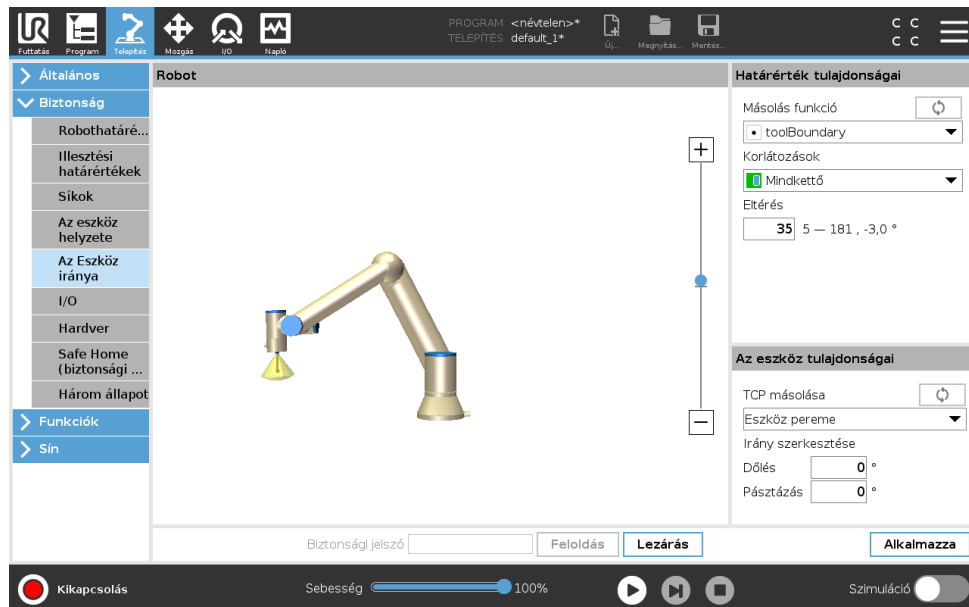 UR
PROGRAM <névtelen>*
TELEPÍTÉS default_1*
C C
C C
Futtatás Program Telepítés Mozgás I/O Napló Új... Megnyitás... Mentés...
Általános
Biztonság
Robothatáré...
Illesztési
határértékek
Síkok
Az eszköz
helyzete
Az Eszköz
iránya
I/O
Hardver
Safe Home
(biztonsági ...
Három állapot
Funkciók
Sín
Robot
+
−
Határérték tulajdonságai
Másolás funkció
toolBoundary
Korlátozások
Mindkettő
Eltérés
35 5 — 181 , -3,0 °
Az eszköz tulajdonságai
TCP másolása
Eszköz pereme
Irány szerkesztése
Dőlés 0 °
Pásztázás 0 °
Biztonsági jelszó Feloldás Lezárás Alkalmazza
Kikapcsolás Sebesség 100% Szimuláció